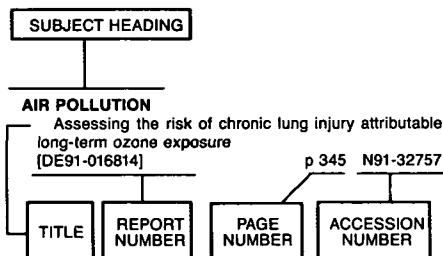 SUBJECT HEADING
AIR POLLUTION
Assessing the risk of chronic lung injury attributable
long-term ozone exposure
[DE91-016814] p 345 N91-32757
TITLE REPORT NUMBER PAGE NUMBER ACCESSION NUMBER